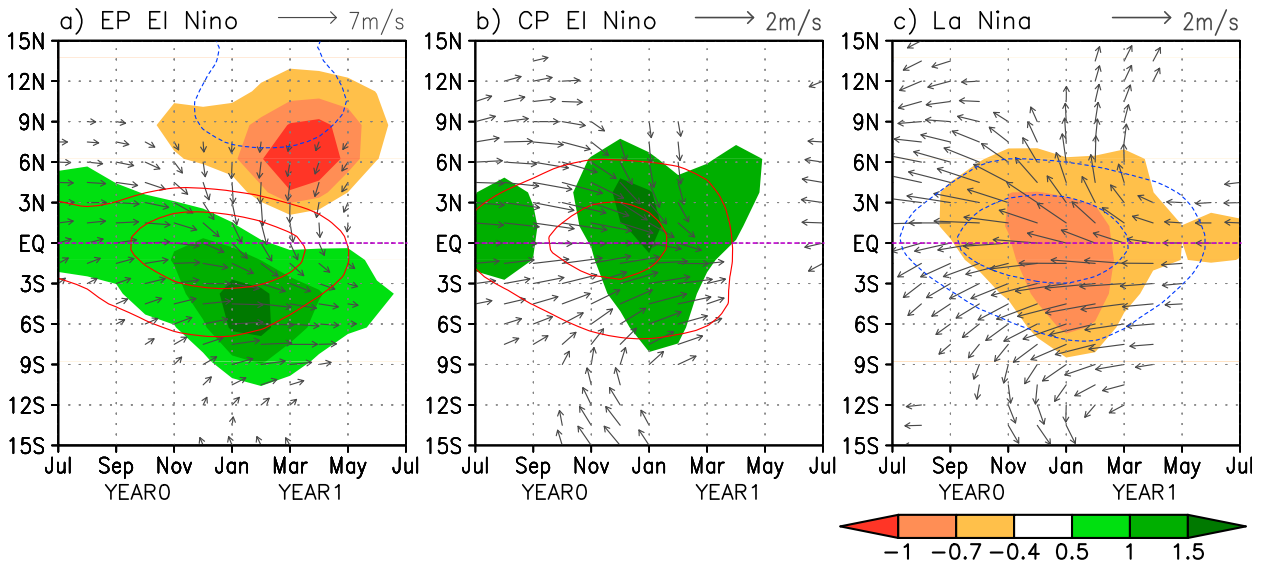 a) EP El Nino 7m/s
15N
12N
9N
6N
3N
EQ
3S
6S
9S
12S
15S
Jul Sep Nov Jan Mar May Jul
YEAR0 YEAR1
b) CP El Nino 2m/s
15N
12N
9N
6N
3N
EQ
3S
6S
9S
12S
15S
Jul Sep Nov Jan Mar May Jul
YEAR0 YEAR1
c) La Nina 2m/s
15N
12N
9N
6N
3N
EQ
3S
6S
9S
12S
15S
Jul Sep Nov Jan Mar May Jul
YEAR0 YEAR1
-1 -0.7 -0.4 0.5 1 1.5